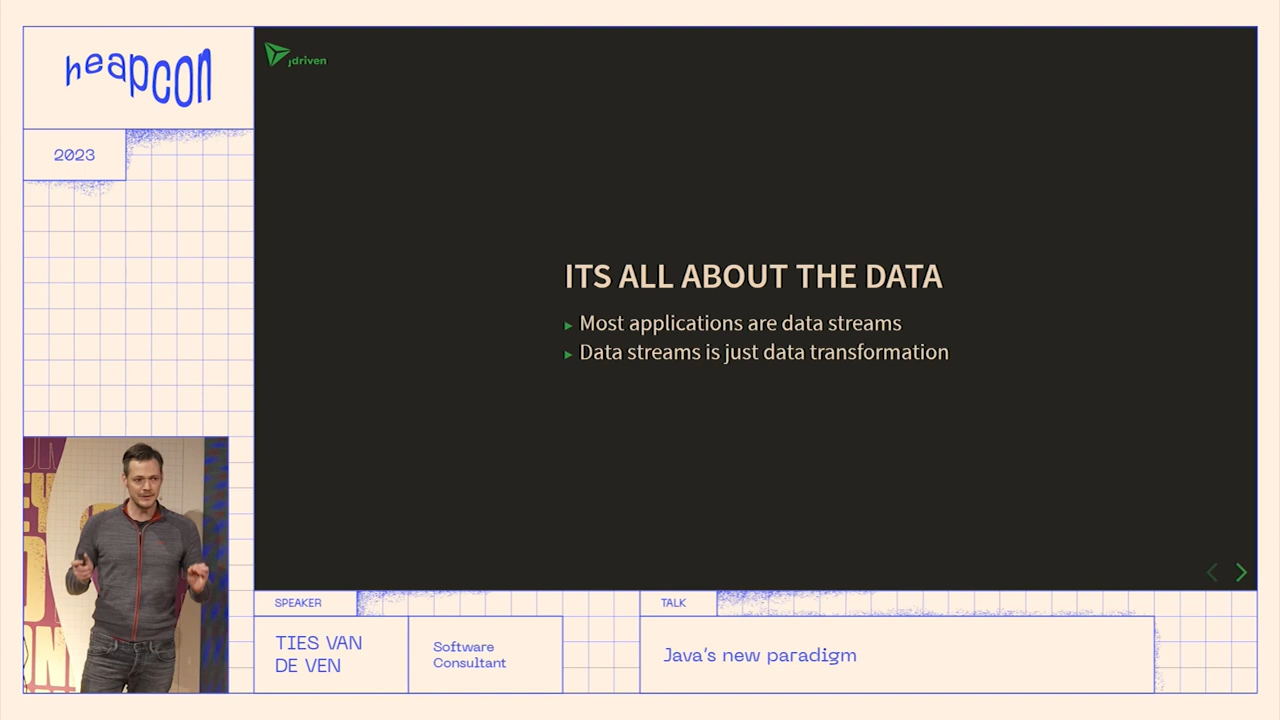 heapcon
2023
jdriven
ITS ALL ABOUT THE DATA
Most applications are data streams
Data streams is just data transformation
SPEAKER
TIES VAN
DE VEN
Software
Consultant
TALK
Java's new paradigm